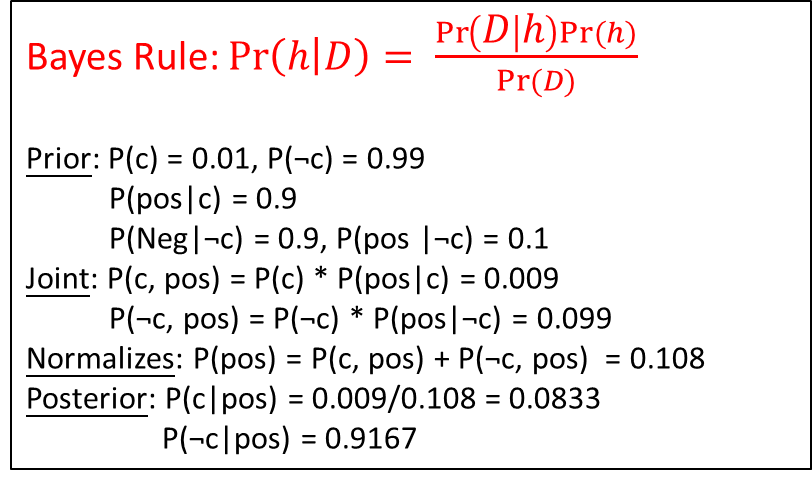 Bayes Rule: Pr(h|D) = Pr(D|h)Pr(h) / Pr(D)
Prior: P(c) = 0.01, P(¬c) = 0.99
P(pos|c) = 0.9
P(Neg|¬c) = 0.9, P(pos |¬c) = 0.1
Joint: P(c, pos) = P(c) * P(pos|c) = 0.009
P(¬c, pos) = P(¬c) * P(pos|¬c) = 0.099
Normalizes: P(pos) = P(c, pos) + P(¬c, pos) = 0.108
Posterior: P(c|pos) = 0.009/0.108 = 0.0833
P(¬c|pos) = 0.9167